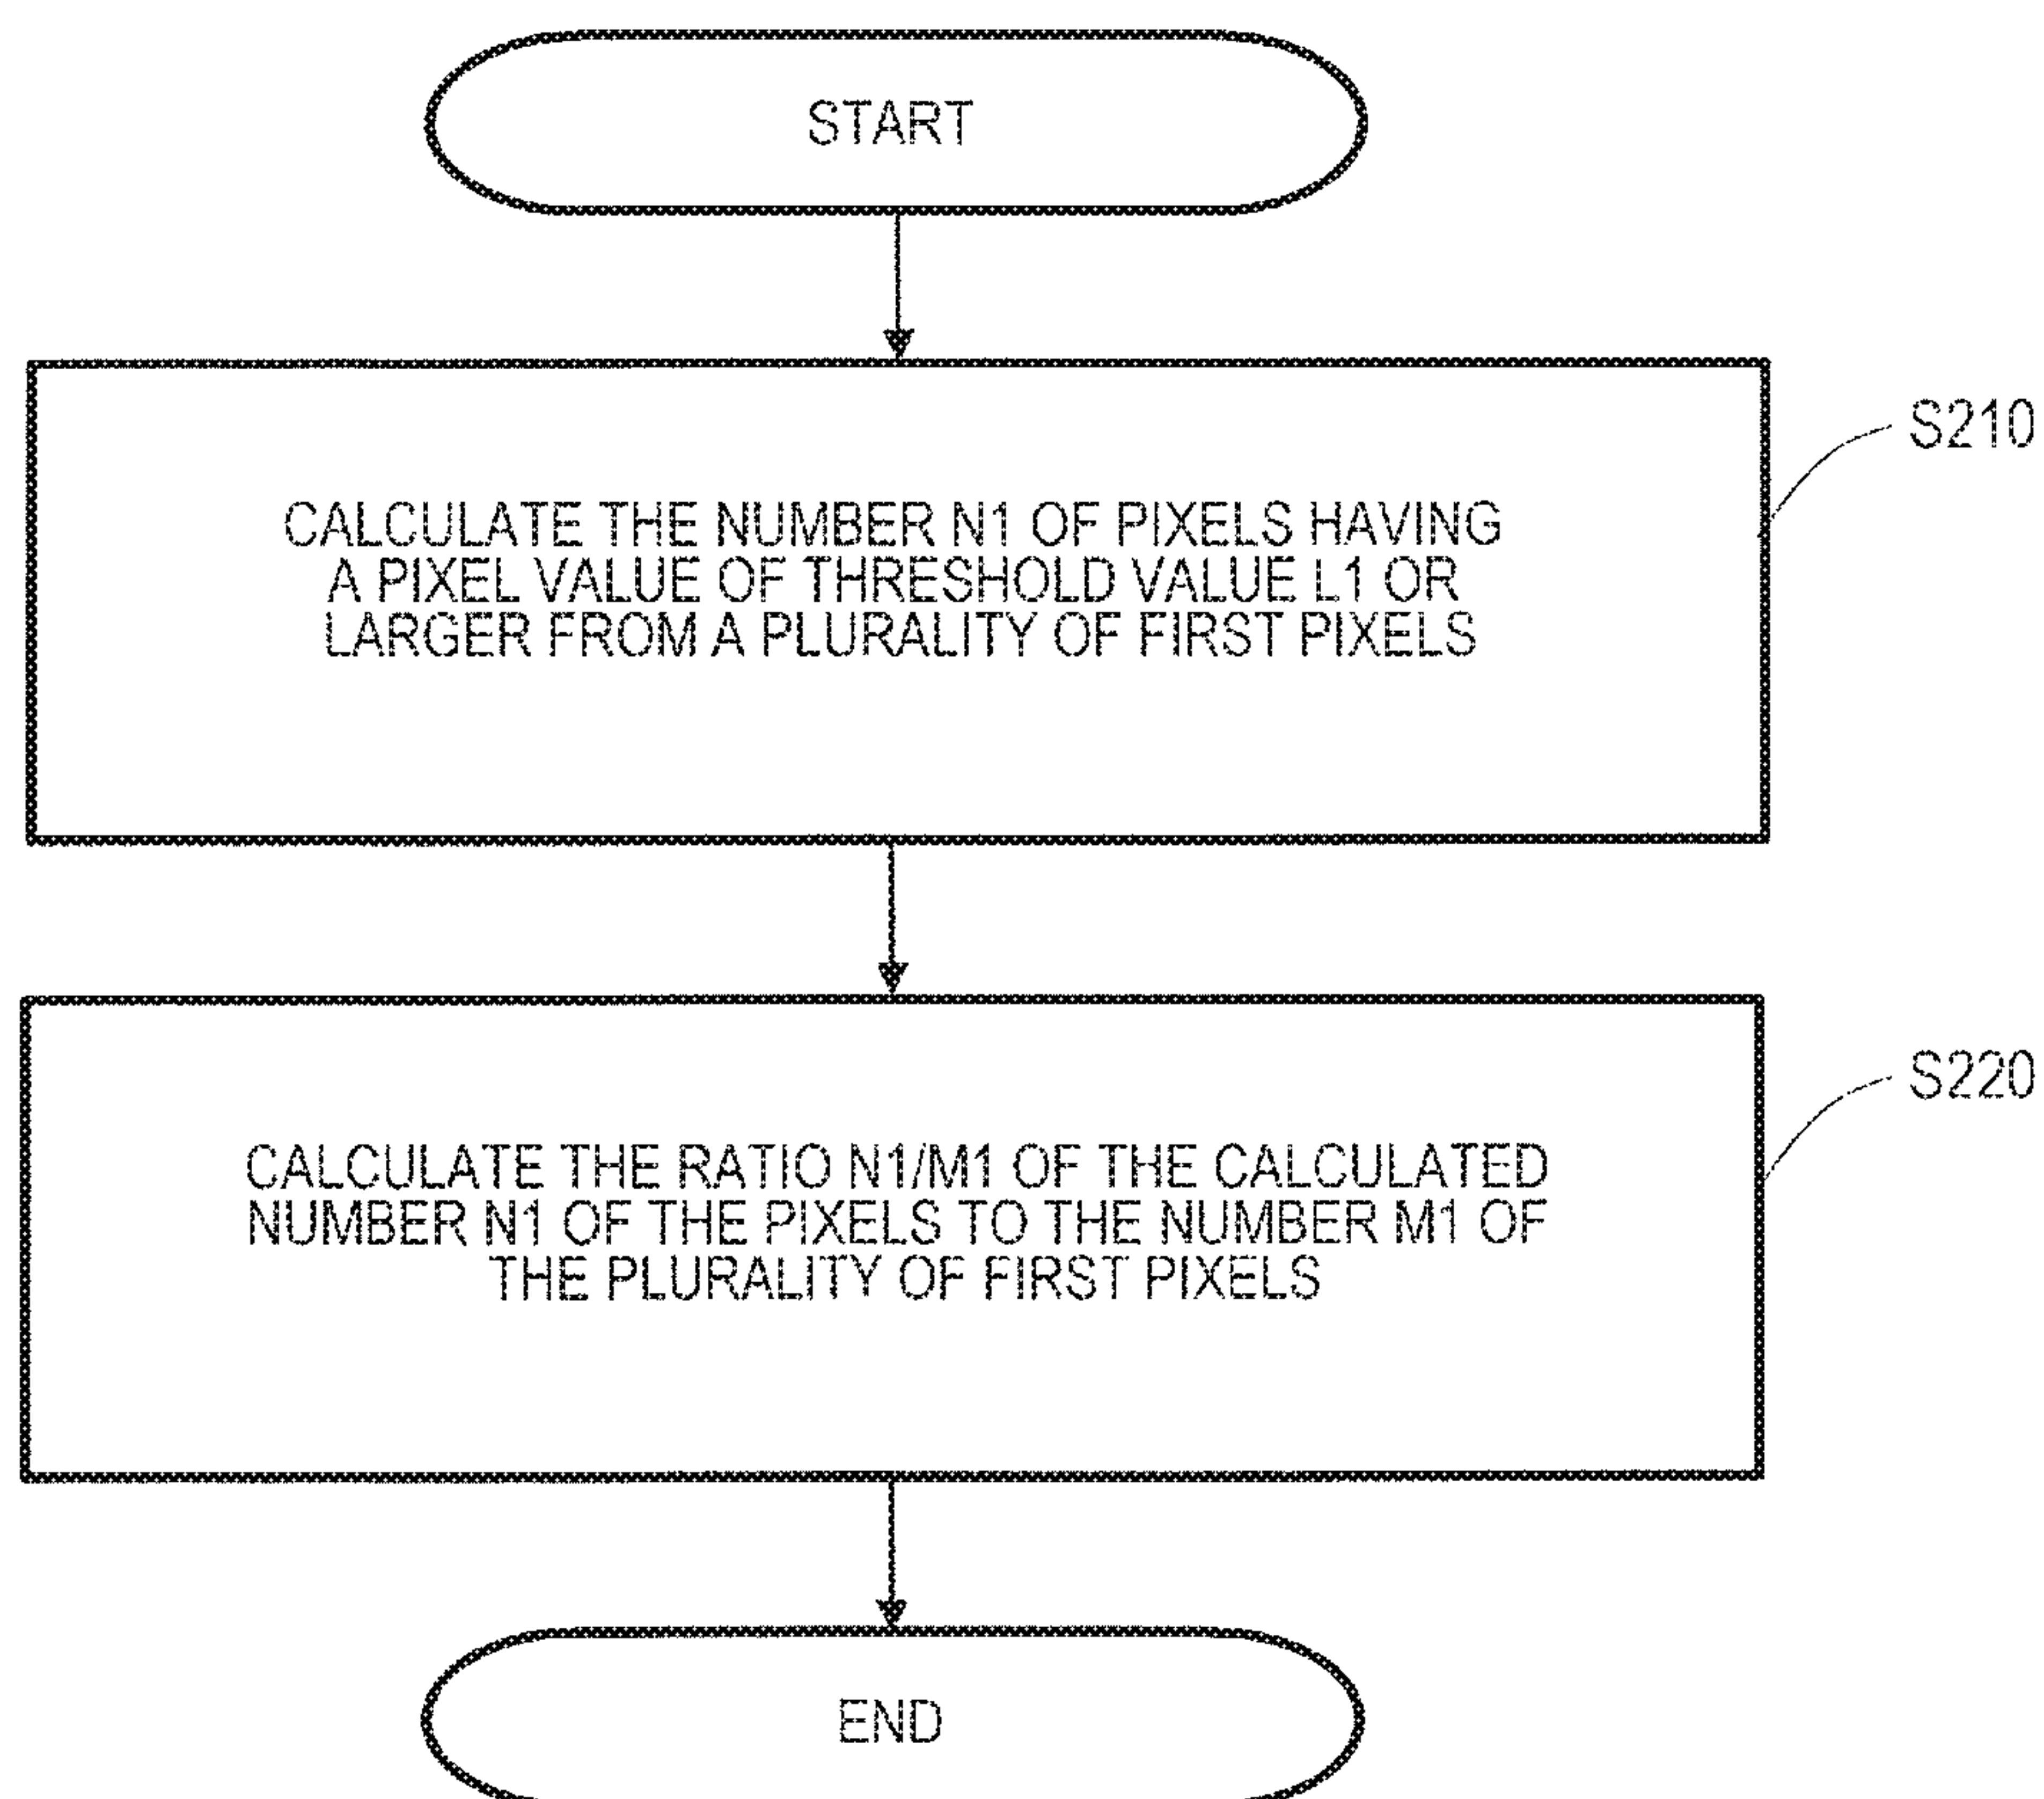 START
S210
CALCULATE THE NUMBER N1 OF PIXELS HAVING
A PIXEL VALUE OF THRESHOLD VALUE L1 OR
LARGER FROM A PLURALITY OF FIRST PIXELS
S220
CALCULATE THE RATIO N1/M1 OF THE CALCULATED
NUMBER N1 OF THE PIXELS TO THE NUMBER M1 OF
THE PLURALITY OF FIRST PIXELS
END